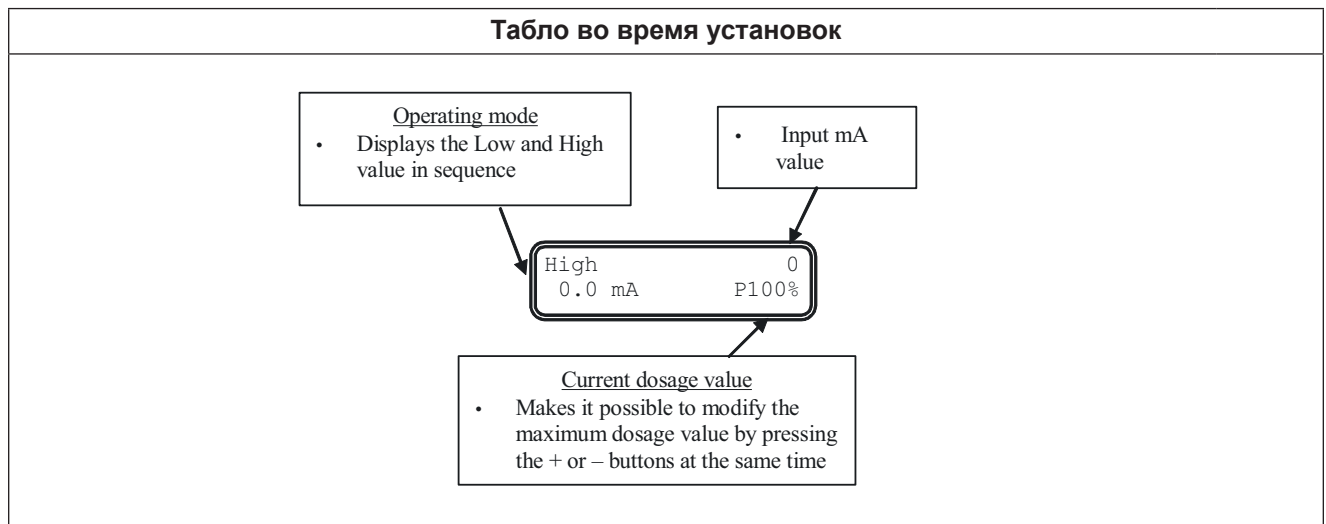 Табло во время установок
Operating mode
• Displays the Low and High
value in sequence
• Input mA
value
High 0
0.0 mA P100%
Current dosage value
• Makes it possible to modify the
maximum dosage value by pressing
the + or – buttons at the same time